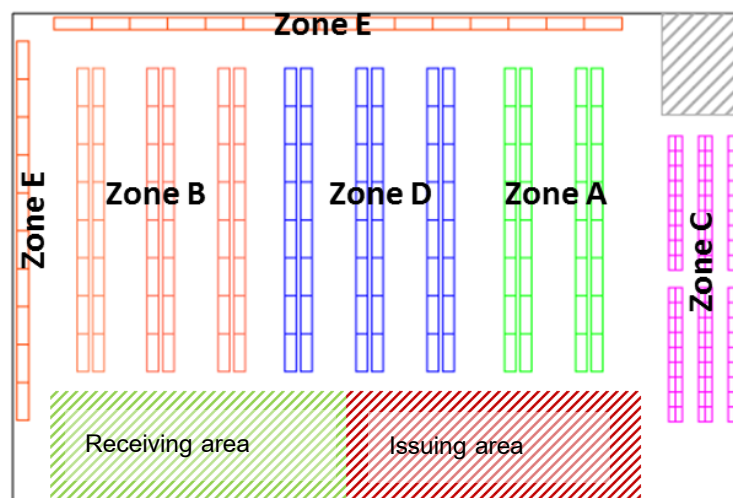 Zone E
Zone E
Zone B
Zone D
Zone A
Zone C
Receiving area
Issuing area